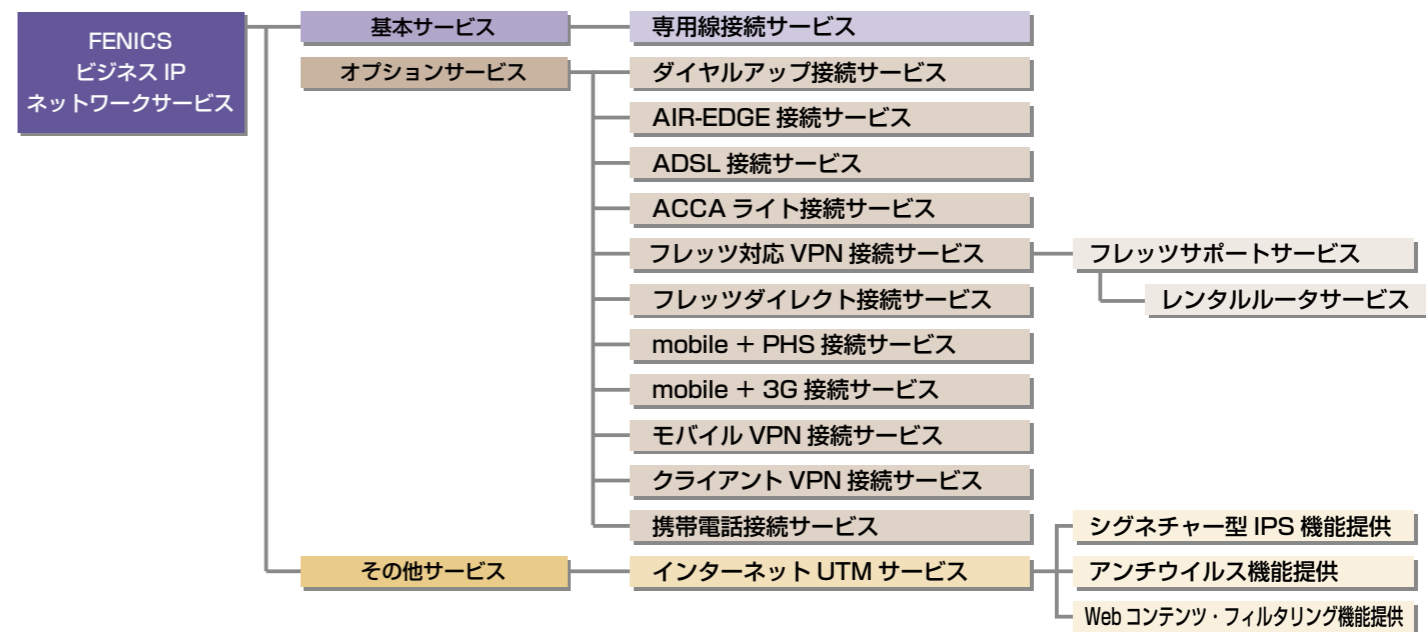 FENICS
ビジネス IP
ネットワークサービス
基本サービス
専用線接続サービス
オプションサービス
ダイヤルアップ接続サービス
AIR-EDGE 接続サービス
ADSL 接続サービス
ACCA ライト接続サービス
フレッツ対応 VPN 接続サービス
フレッツサポートサービス
レンタルルータサービス
フレッツダイレクト接続サービス
mobile + PHS 接続サービス
mobile + 3G 接続サービス
モバイル VPN 接続サービス
クライアント VPN 接続サービス
携帯電話接続サービス
その他サービス
インターネット UTM サービス
シグネチャー型 IPS 機能提供
アンチウイルス機能提供
Web コンテンツ・フィルタリング機能提供